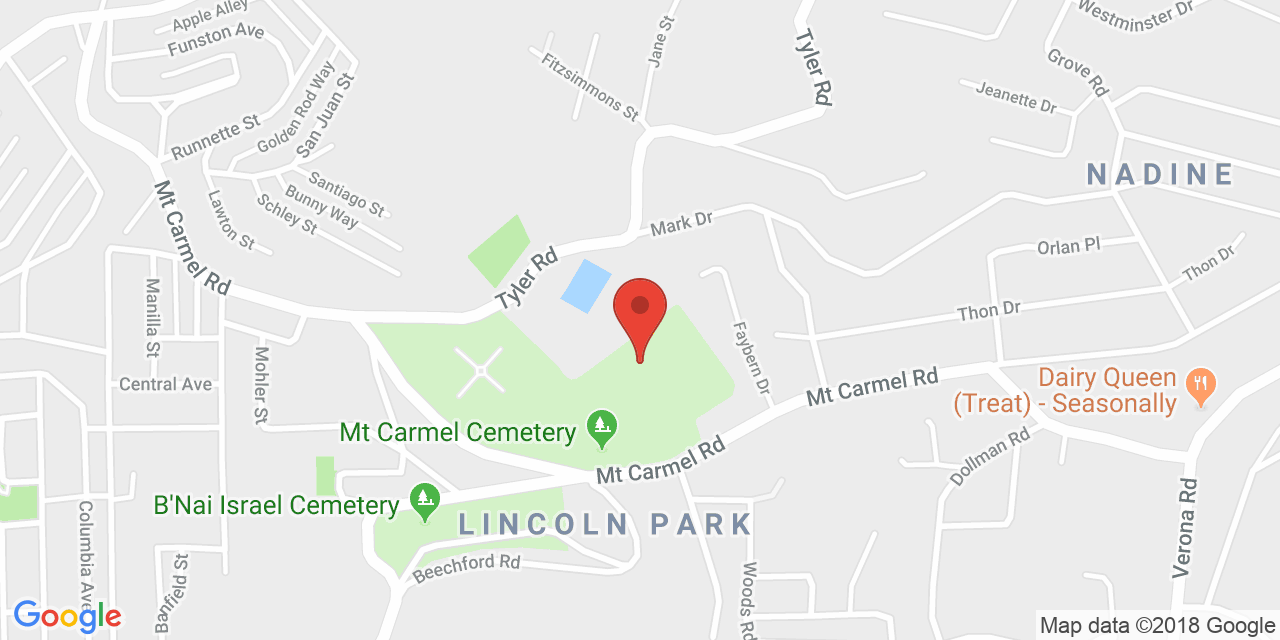 Apple Alley
Funston Ave
Westminster Dr
Jane St
Tyler Rd
Grove Rd
Fitzsimmons St
Jeanette Dr
Golden Rod Way
San Juan St
Runnette St
NADINE
Mt Carmel Rd
Santiago St
Bunny Way
Schley St
Lawton St
Mark Dr
Orlan Pl
Thon Dr
Tyler Rd
Manilla St
Thon Dr
Faybern Dr
Mohler St
Central Ave
Mt Carmel Rd
Dairy Queen
(Treat) - Seasonally
Mt Carmel Cemetery
Mt Carmel Rd
Dollman Rd
B'Nai Israel Cemetery
LINCOLN PARK
Columbia Ave
Verona Rd
Beechford Rd
Banfield St
Woods Rd
Google
Map data ©2018 Google